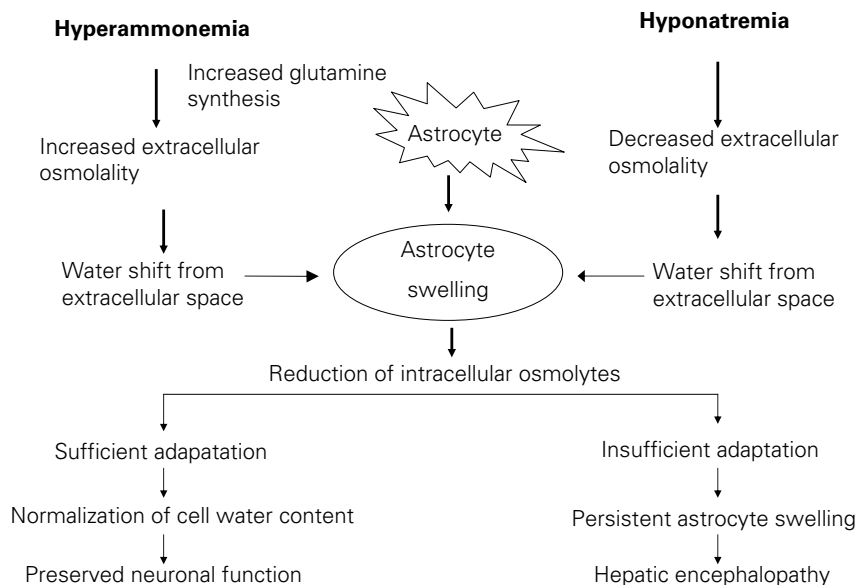 Hyperammonemia
Hyponatremia
Increased glutamine
synthesis
Astrocyte
Increased extracellular
osmolality
Decreased extracellular
osmolality
Astrocyte
swelling
Water shift from
extracellular space
Water shift from
extracellular space
Reduction of intracellular osmolytes
Sufficient adapatation
Insufficient adaptation
Normalization of cell water content
Persistent astrocyte swelling
Preserved neuronal function
Hepatic encephalopathy